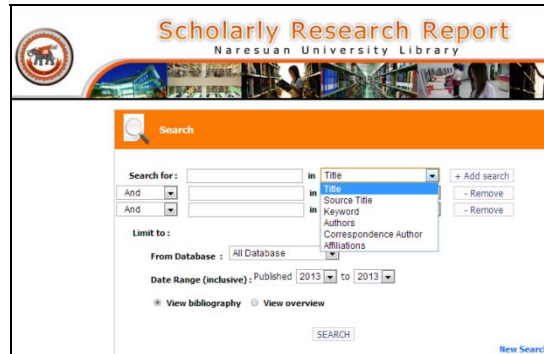 Scholarly Research Report
Naresuan University Library
Search
Search for : in Title + Add search
And in Title - Remove
And in - Remove
Source Title
Keyword
Authors
Correspondence Author
Affiliations
Limit to :
From Database : All Database
Date Range (inclusive) : Published 2013 to 2013
View bibliography View overview
SEARCH
New Search